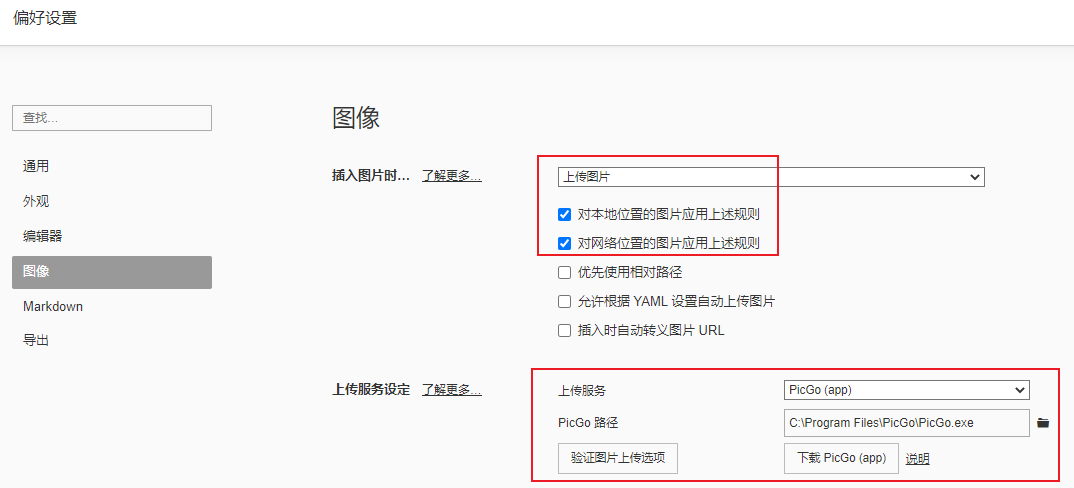 偏好设置
查找...
通用
外观
编辑器
图像
Markdown
导出
图像
插入图片时... 了解更多... 上传图片
对本地位置的图片应用上述规则
对网络位置的图片应用上述规则
优先使用相对路径
允许根据 YAML 设置自动上传图片
插入时自动转义图片 URL
上传服务设定 了解更多... 上传服务 PicGo (app)
PicGo 路径 C:\Program Files\PicGo\PicGo.exe
验证图片上传选项 下载 PicGo (app) 说明